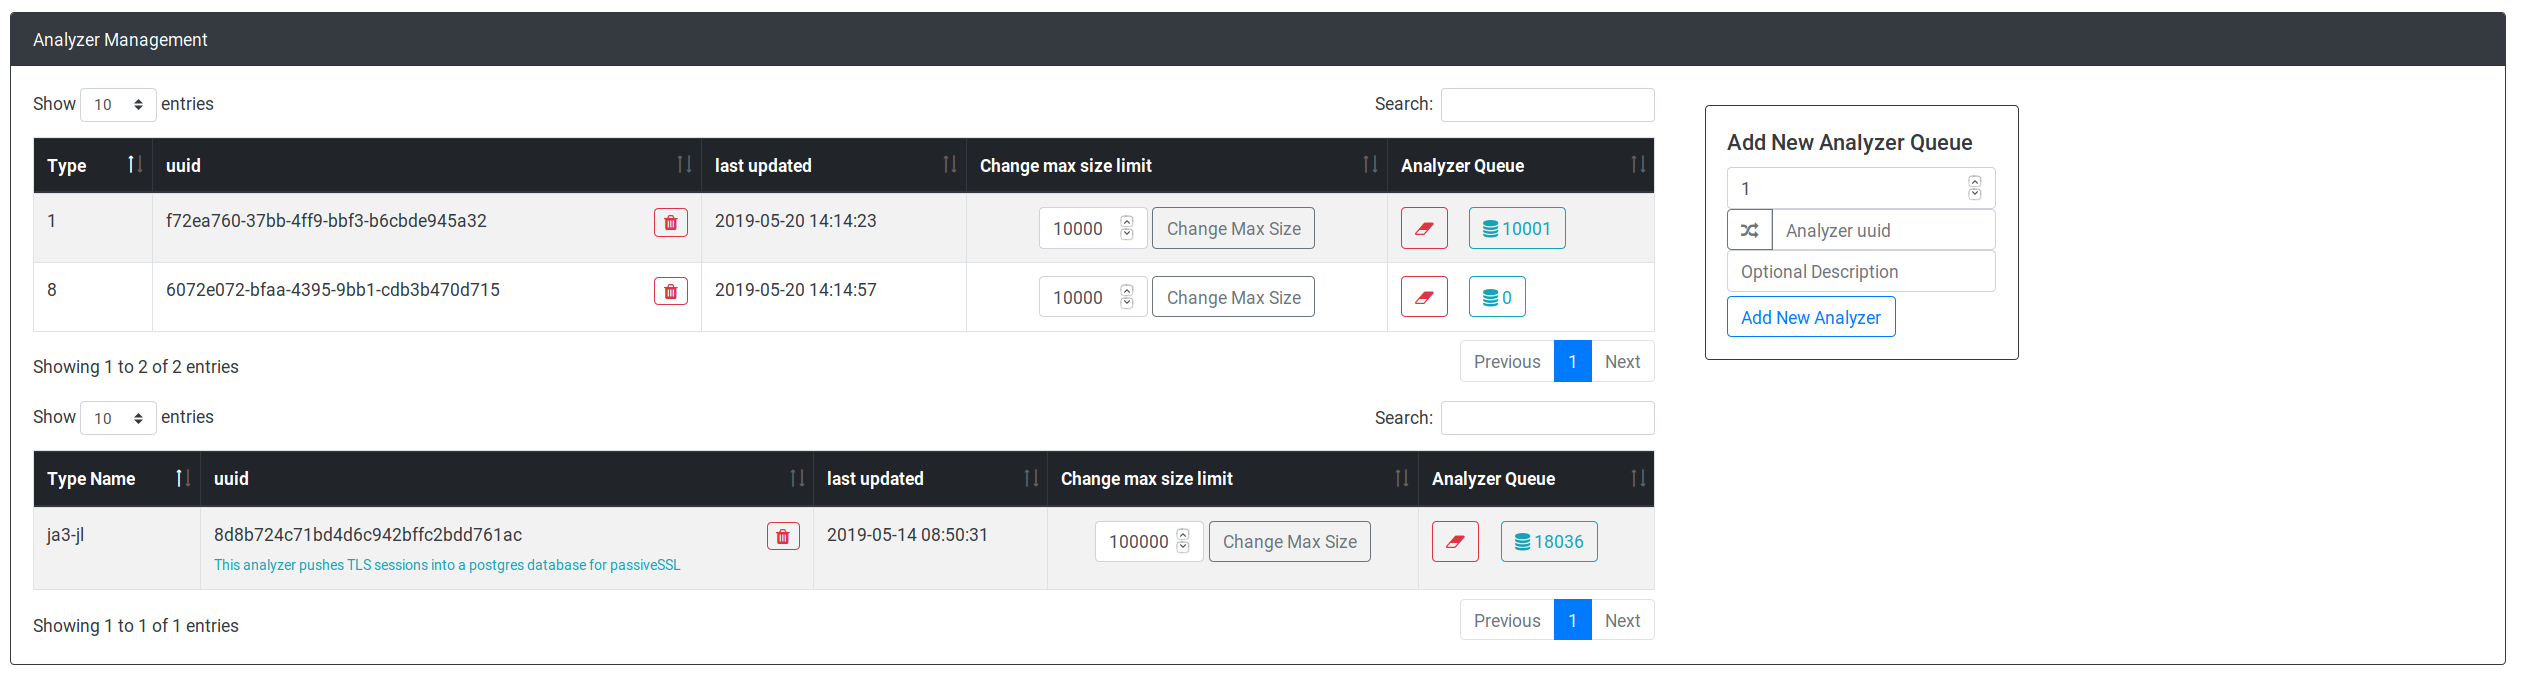 Analyzer Management
Show 10 entries Search:
Type uuid last updated Change max size limit Analyzer Queue
1 f72ea760-37bb-4ff9-bbf3-b6cbde945a32 2019-05-20 14:14:23 10000 Change Max Size 10001
8 6072e072-bfaa-4395-9bb1-cdb3b470d715 2019-05-20 14:14:57 10000 Change Max Size 0
Showing 1 to 2 of 2 entries Previous 1 Next
Show 10 entries Search:
Type Name uuid last updated Change max size limit Analyzer Queue
ja3-jl 8d8b724c71bd4d6c942bffc2bdd761ac 2019-05-14 08:50:31 100000 Change Max Size 18036
This analyzer pushes TLS sessions into a postgres database for passiveSSL
Showing 1 to 1 of 1 entries Previous 1 Next
Add New Analyzer Queue
1
Analyzer uuid
Optional Description
Add New Analyzer